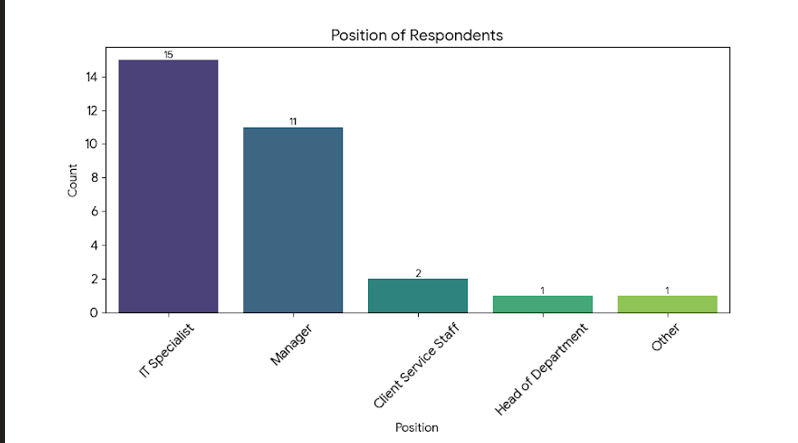 Position of Respondents
15
14
12
11
10
8
6
4
2
2
1
1
0
Count
IT Specialist
Manager
Client Service Staff
Head of Department
Other
Position